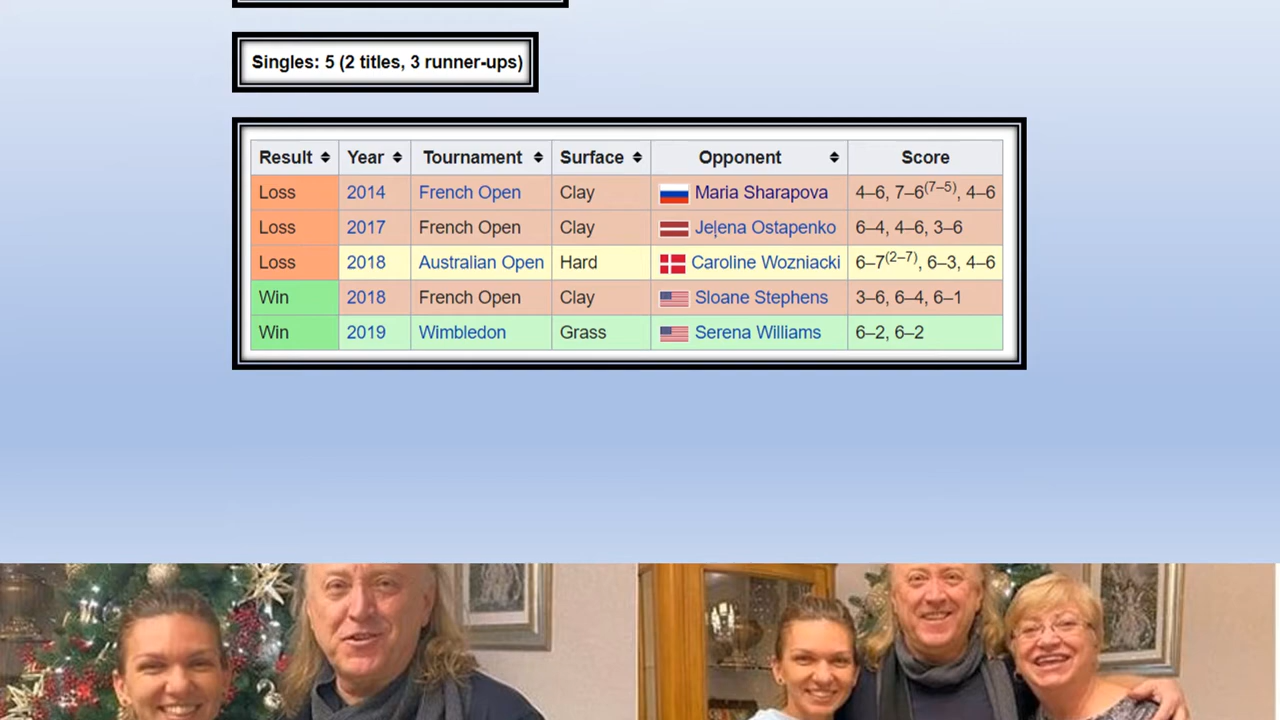 Singles: 5 (2 titles, 3 runner-ups)
Result Year Tournament Surface Opponent Score
Loss 2014 French Open Clay Maria Sharapova 4–6, 7–6(7–5), 4–6
Loss 2017 French Open Clay Jeļena Ostapenko 6–4, 4–6, 3–6
Loss 2018 Australian Open Hard Caroline Wozniacki 6–7(2–7), 6–3, 4–6
Win 2018 French Open Clay Sloane Stephens 3–6, 6–4, 6–1
Win 2019 Wimbledon Grass Serena Williams 6–2, 6–2